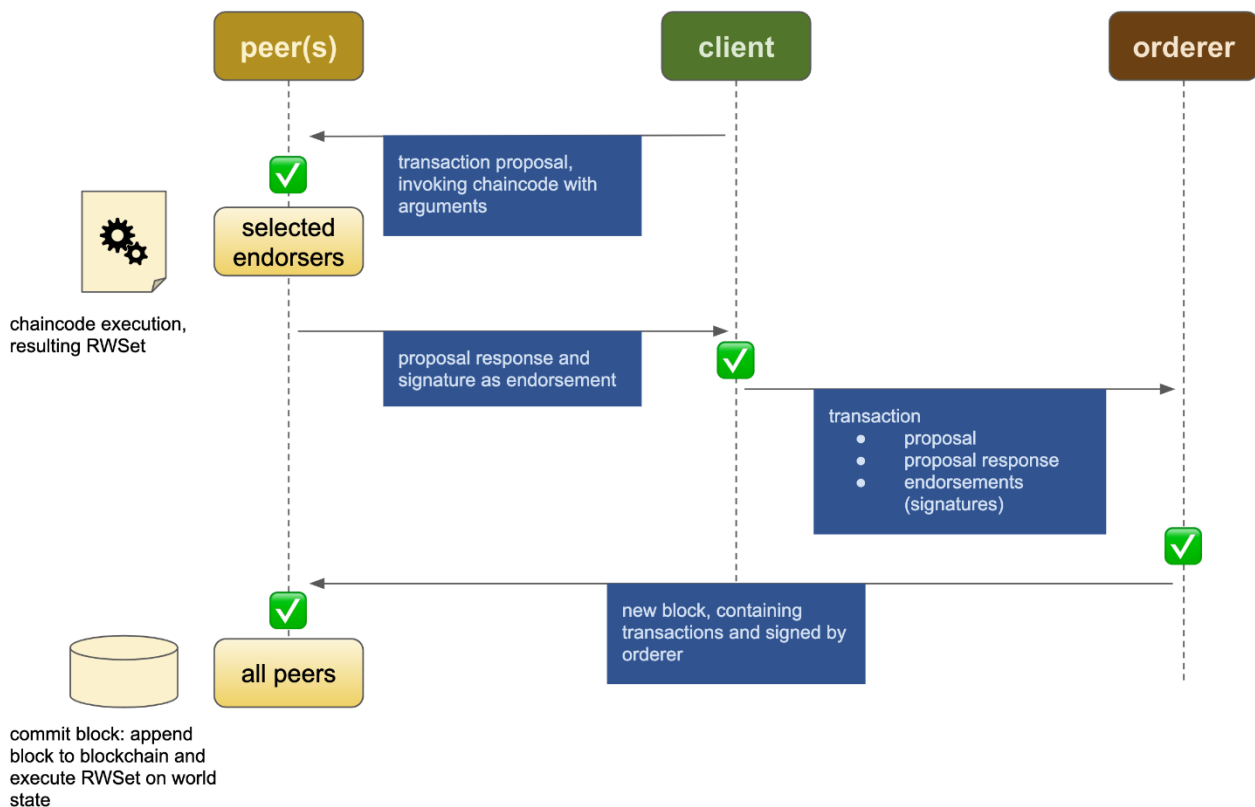 peer(s)
client
orderer
transaction proposal,
invoking chaincode with
arguments
selected
endorsers
chaincode execution,
resulting RWSet
proposal response and
signature as endorsement
transaction
● proposal
● proposal response
● endorsements
(signatures)
new block, containing
transactions and signed by
orderer
all peers
commit block: append
block to blockchain and
execute RWSet on world
state